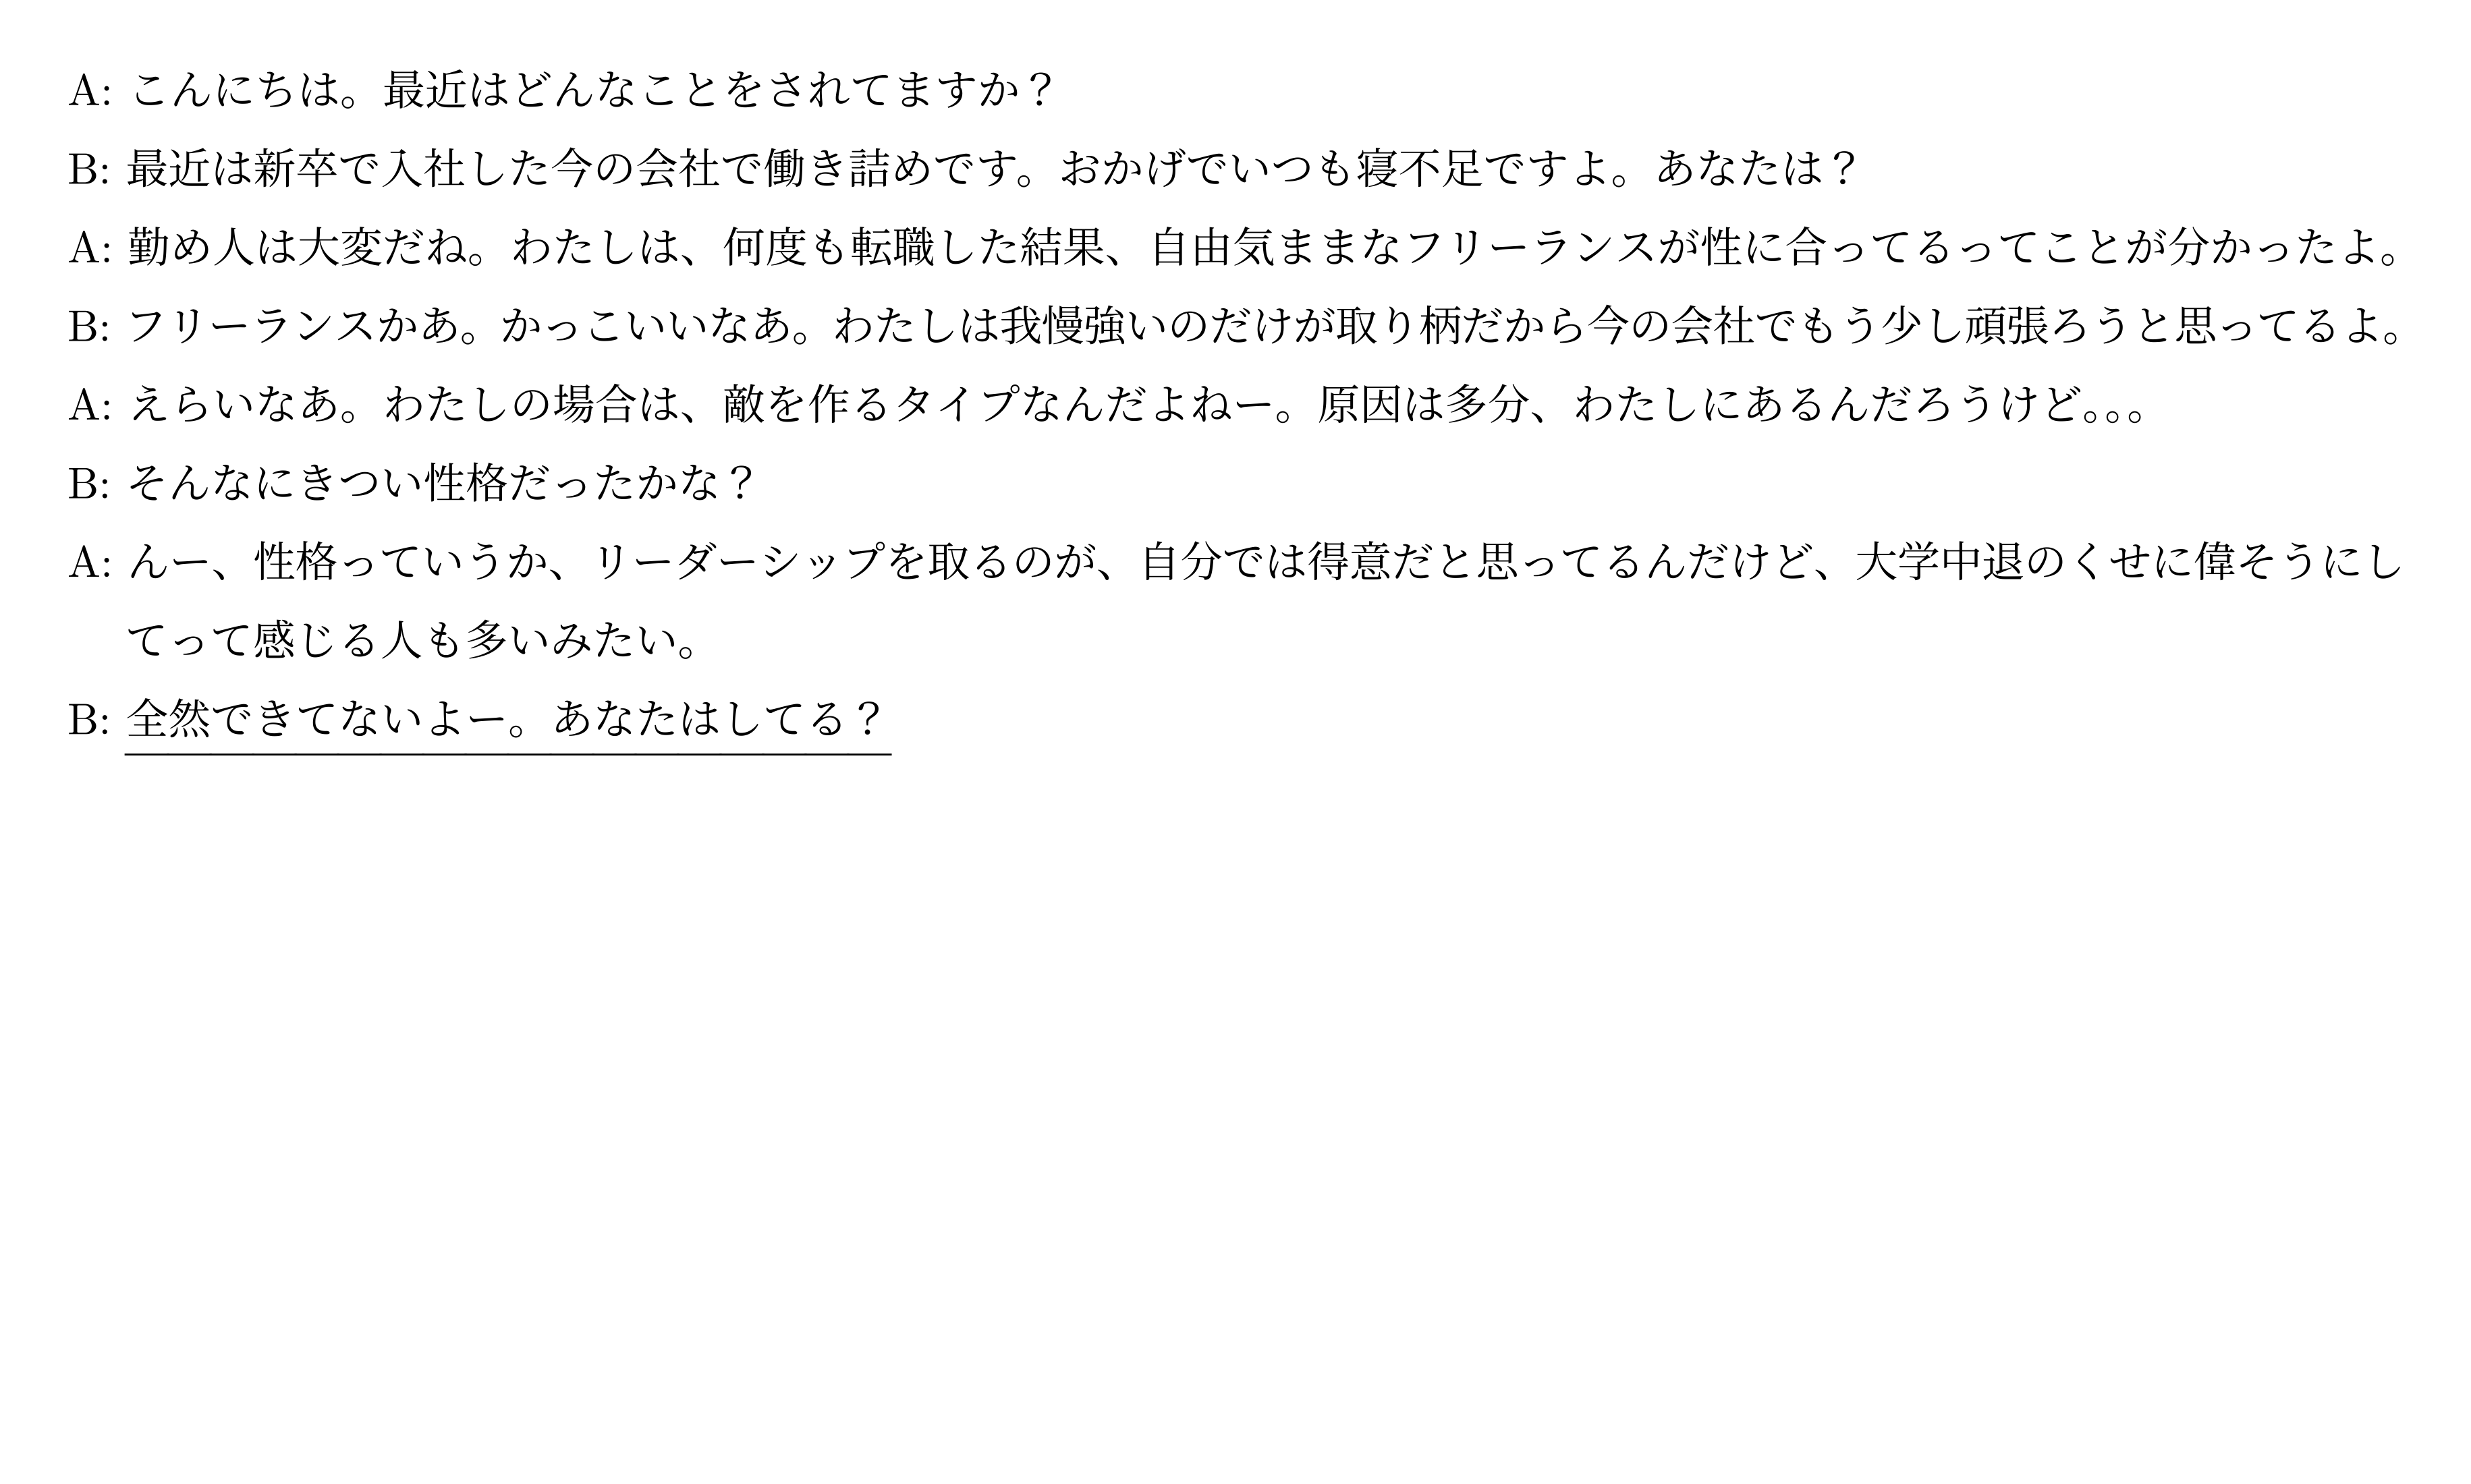 A: こんにちは。最近はどんなことをされてますか？
B: 最近は新卒で入社した今の会社で働き詰めです。おかげでいつも寝不足ですよ。あなたは？
A: 勤め人は大変だね。わたしは、何度も転職した結果、自由気ままなフリーランスが性に合ってるってことが分かったよ。
B: フリーランスかあ。かっこいいなあ。わたしは我慢強いのだけが取り柄だから今の会社でもう少し頑張ろうと思ってるよ。
A: えらいなあ。わたしの場合は、敵を作るタイプなんだよねー。原因は多分、わたしにあるんだろうけど。。。
B: そんなにきつい性格だったかな？
A: んー、性格っていうか、リーダーシップを取るのが、自分では得意だと思ってるんだけど、大学中退のくせに偉そうにし
てって感じる人も多いみたい。
B: 全然できてないよー。あなたはしてる？